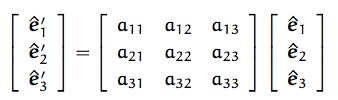 [ ê′₁ ] = [ a₁₁ a₁₂ a₁₃ ] [ ê₁ ]
[ ê′₂ ] = [ a₂₁ a₂₂ a₂₃ ] [ ê₂ ]
[ ê′₃ ] = [ a₃₁ a₃₂ a₃₃ ] [ ê₃ ]